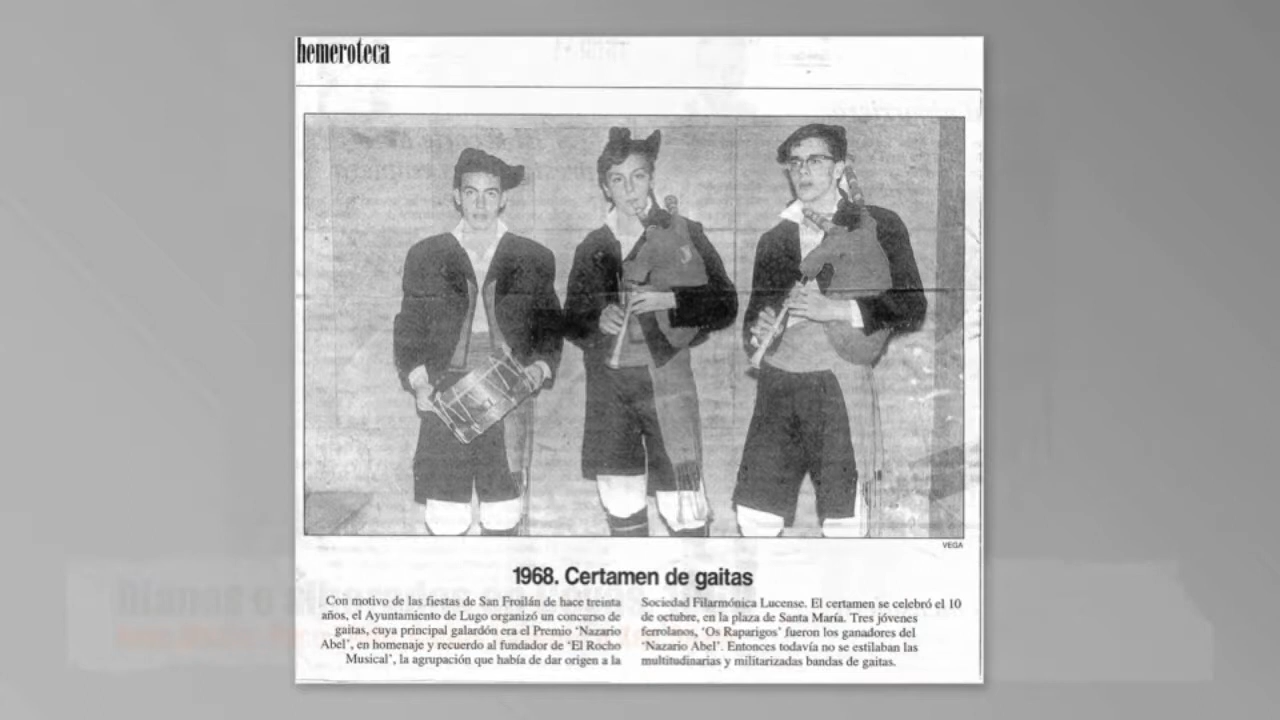 hemeroteca
VEGA
1968. Certamen de gaitas
Con motivo de las fiestas de San Froilán de hace treinta
años, el Ayuntamiento de Lugo organizó un concurso de
gaitas, cuya principal galardón era el Premio ‘Nazario
Abel’, en homenaje y recuerdo al fundador de ‘El Rocho
Musical’, la agrupación que había de dar origen a la
Sociedad Filarmónica Lucense. El certamen se celebró el 10
de octubre, en la plaza de Santa María. Tres jóvenes
ferrolanos, ‘Os Raparigos’ fueron los ganadores del
‘Nazario Abel’. Entonces todavía no se estilaban las
multitudinarias y militarizadas bandas de gaitas.